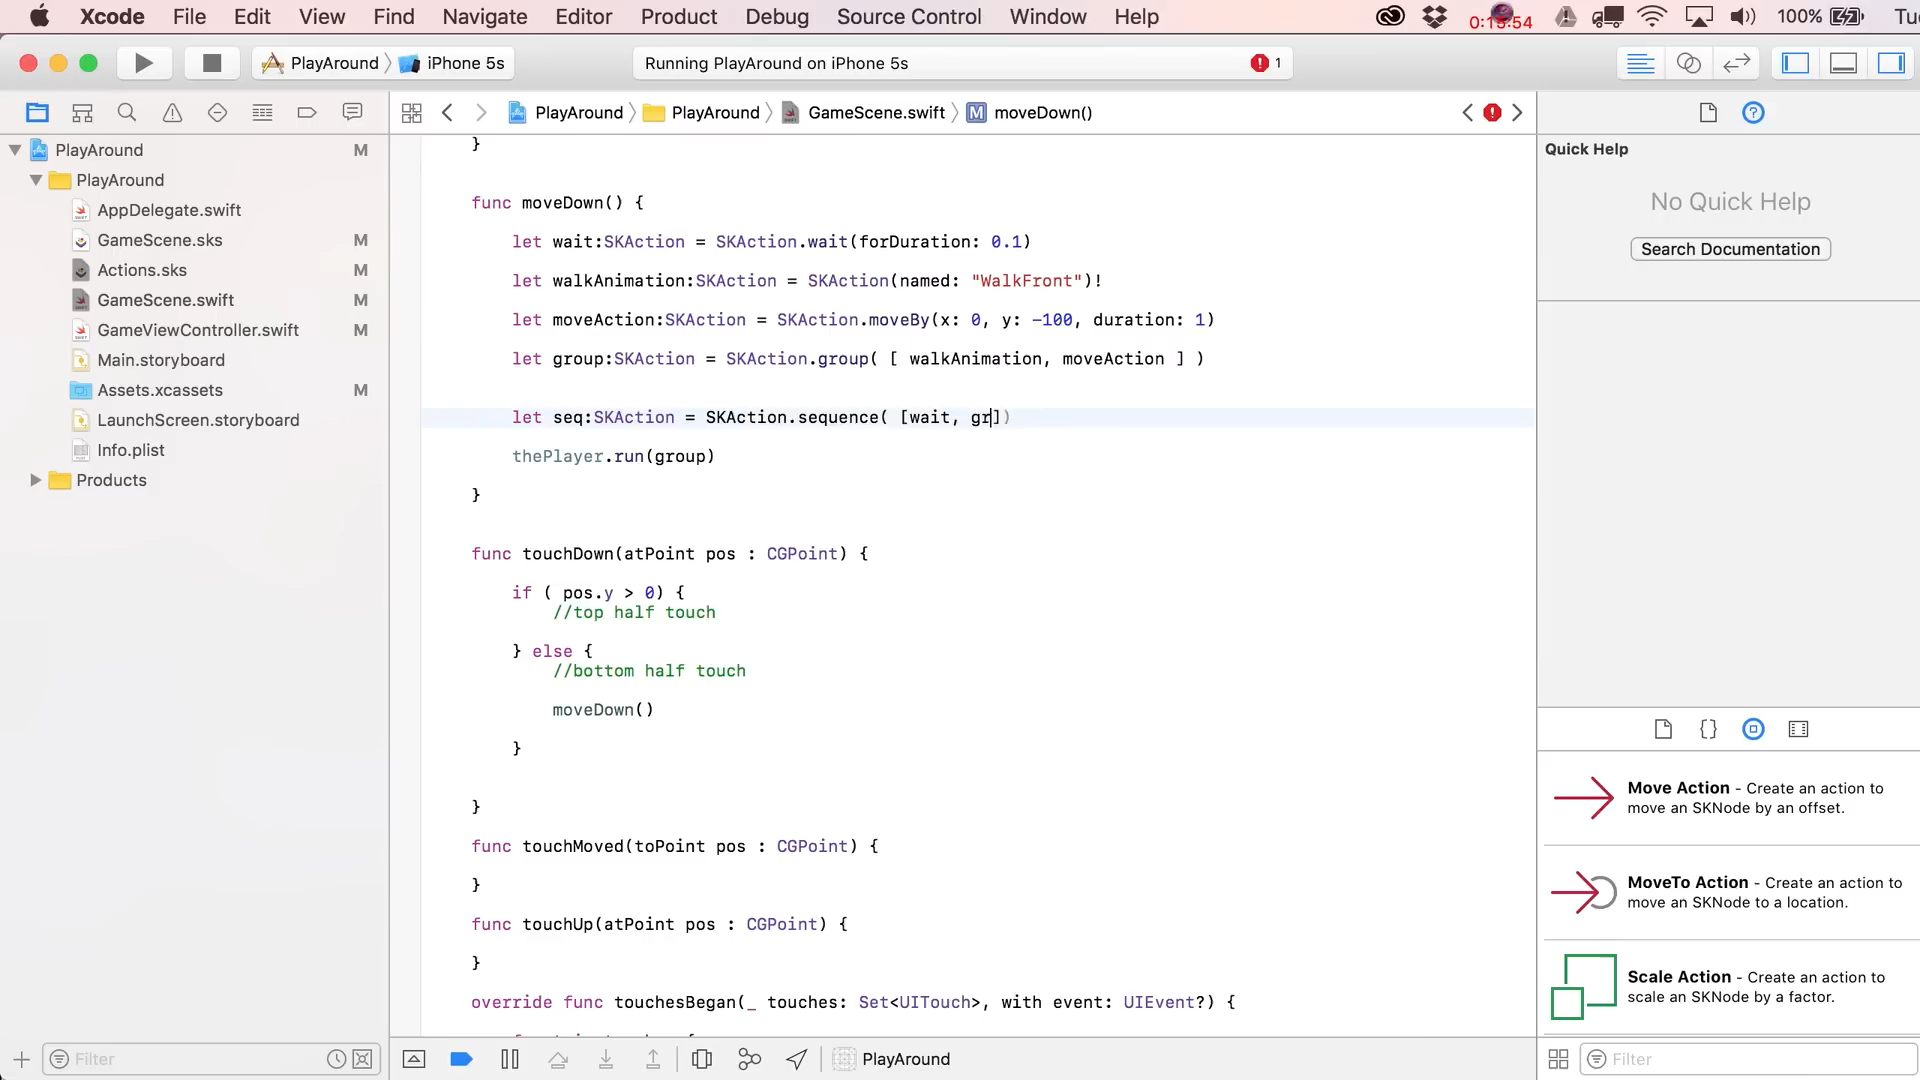 Xcode File Edit View Find Navigate Editor Product Debug Source Control Window Help 0:15:54 100% Tu
PlayAround iPhone 5s Running PlayAround on iPhone 5s 1
PlayAround PlayAround GameScene.swift M moveDown()
PlayAround M
PlayAround
AppDelegate.swift
GameScene.sks M
Actions.sks M
GameScene.swift M
GameViewController.swift M
Main.storyboard
Assets.xcassets M
LaunchScreen.storyboard
Info.plist
Products
Filter
}
func moveDown() {
let wait:SKAction = SKAction.wait(forDuration: 0.1)
let walkAnimation:SKAction = SKAction(named: "WalkFront")!
let moveAction:SKAction = SKAction.moveBy(x: 0, y: -100, duration: 1)
let group:SKAction = SKAction.group( [ walkAnimation, moveAction ] )
let seq:SKAction = SKAction.sequence( [wait, gr])
thePlayer.run(group)
}
func touchDown(atPoint pos : CGPoint) {
if ( pos.y > 0) {
//top half touch
} else {
//bottom half touch
moveDown()
}
}
func touchMoved(toPoint pos : CGPoint) {
}
func touchUp(atPoint pos : CGPoint) {
}
override func touchesBegan(_ touches: Set<UITouch>, with event: UIEvent?) {
PlayAround
Quick Help
No Quick Help
Search Documentation
{}
Move Action - Create an action to
move an SKNode by an offset.
MoveTo Action - Create an action to
move an SKNode to a location.
Scale Action - Create an action to
scale an SKNode by a factor.
Filter